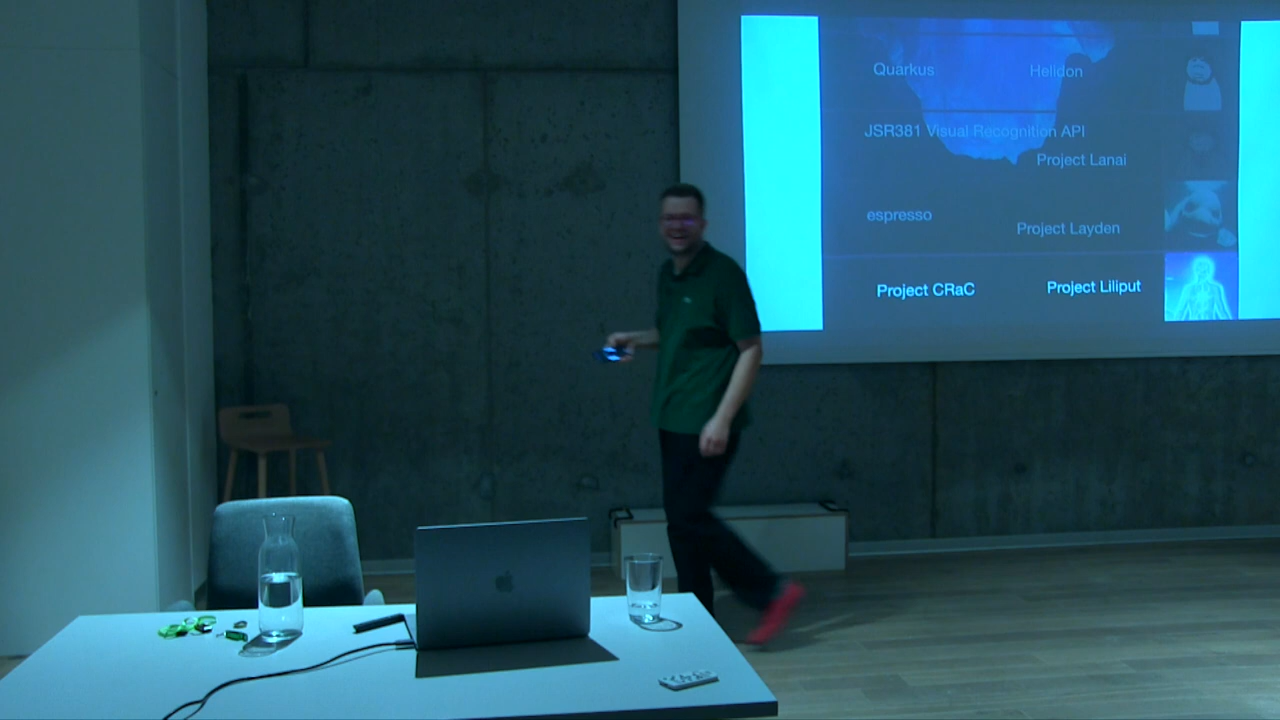 Quarkus Helidon
JSR381 Visual Recognition API
Project Lanai
espresso
Project Layden
Project CRaC Project Liliput